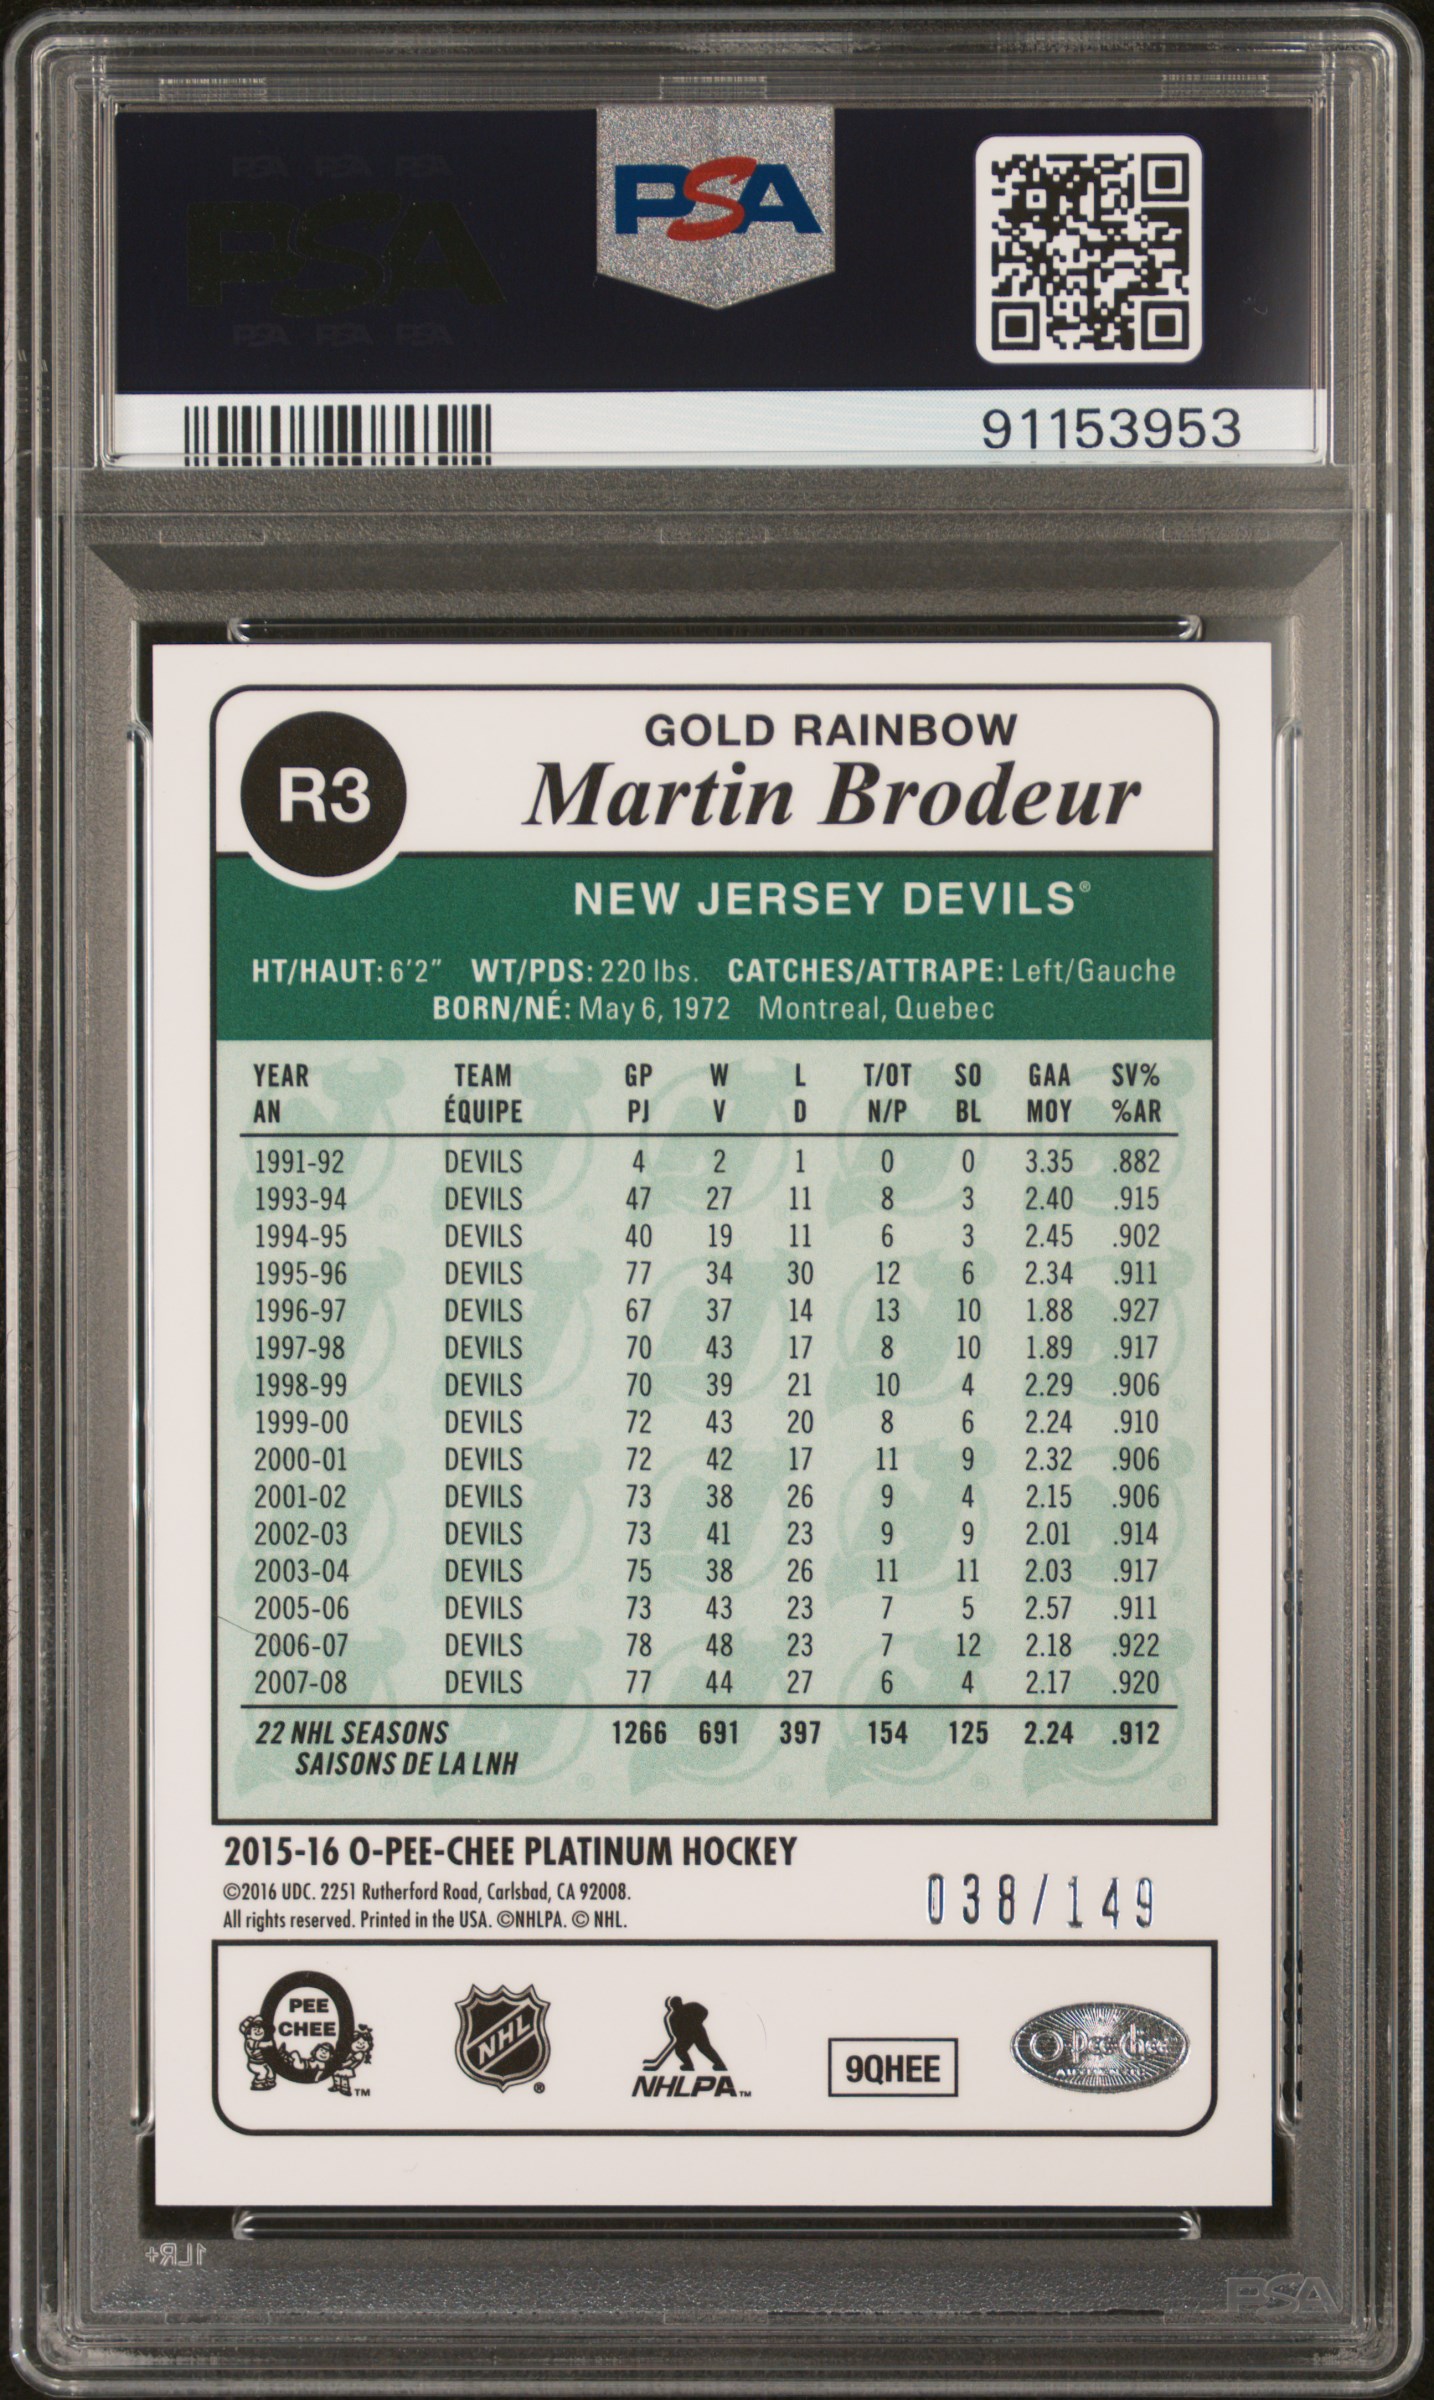 PSA PSA PSA
PSA
PSA PSA PSA
PSA
91153953
R3
GOLD RAINBOW
Martin Brodeur
NEW JERSEY DEVILS®
HT/HAUT: 6'2" WT/PDS: 220 lbs. CATCHES/ATTRAPE: Left/Gauche
BORN/NÉ: May 6, 1972 Montreal, Quebec
YEAR TEAM GP W L T/OT SO GAA SV%
AN ÉQUIPE PJ V D N/P BL MOY %AR
1991-92 DEVILS 4 2 1 0 0 3.35 .882
1993-94 DEVILS 47 27 11 8 3 2.40 .915
1994-95 DEVILS 40 19 11 6 3 2.45 .902
1995-96 DEVILS 77 34 30 12 6 2.34 .911
1996-97 DEVILS 67 37 14 13 10 1.88 .927
1997-98 DEVILS 70 43 17 8 10 1.89 .917
1998-99 DEVILS 70 39 21 10 4 2.29 .906
1999-00 DEVILS 72 43 20 8 6 2.24 .910
2000-01 DEVILS 72 42 17 11 9 2.32 .906
2001-02 DEVILS 73 38 26 9 4 2.15 .906
2002-03 DEVILS 73 41 23 9 9 2.01 .914
2003-04 DEVILS 75 38 26 11 11 2.03 .917
2005-06 DEVILS 73 43 23 7 5 2.57 .911
2006-07 DEVILS 78 48 23 7 12 2.18 .922
2007-08 DEVILS 77 44 27 6 4 2.17 .920
22 NHL SEASONS 1266 691 397 154 125 2.24 .912
SAISONS DE LA LNH
2015-16 O-PEE-CHEE PLATINUM HOCKEY
©2016 UDC. 2251 Rutherford Road, Carlsbad, CA 92008.
All rights reserved. Printed in the USA. ©NHLPA. © NHL.
038/149
O PEE CHEE TM
NHL ®
NHLPA TM
9QHEE
O-Pee-Chee
1LR+
PSA